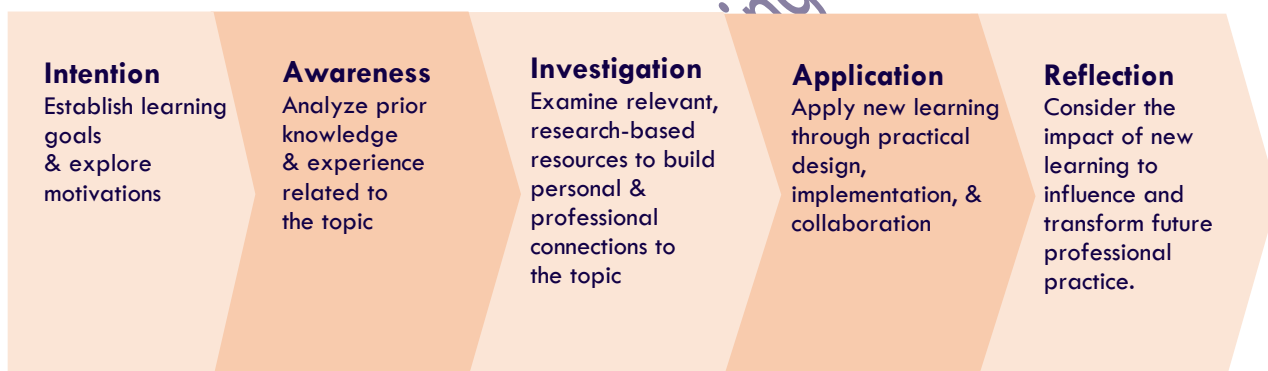 Intention
Establish learning
goals
& explore
motivations
Awareness
Analyze prior
knowledge
& experience
related to
the topic
Investigation
Examine relevant,
research-based
resources to build
personal &
professional
connections to
the topic
Application
Apply new learning
through practical
design,
implementation, &
collaboration
Reflection
Consider the
impact of new
learning to
influence and
transform future
professional
practice.